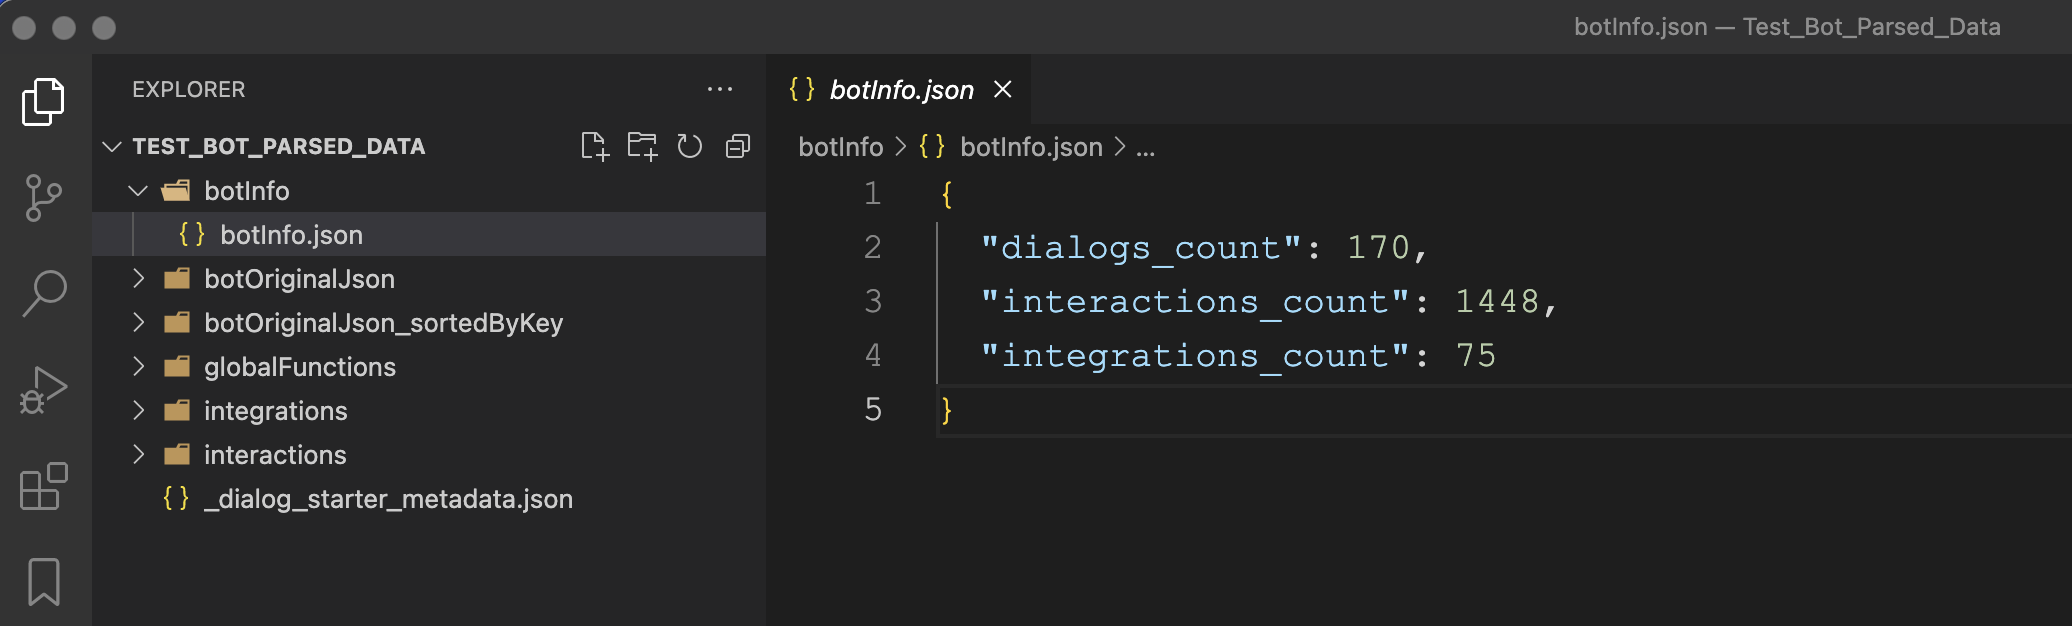 botInfo.json — Test_Bot_Parsed_Data
EXPLORER
TEST_BOT_PARSED_DATA
botInfo
{ } botInfo.json
botOriginalJson
botOriginalJson_sortedByKey
globalFunctions
integrations
interactions
{ } _dialog_starter_metadata.json
{ } botInfo.json
botInfo > { } botInfo.json > ...
1 {
2 "dialogs_count": 170,
3 "interactions_count": 1448,
4 "integrations_count": 75
5 }